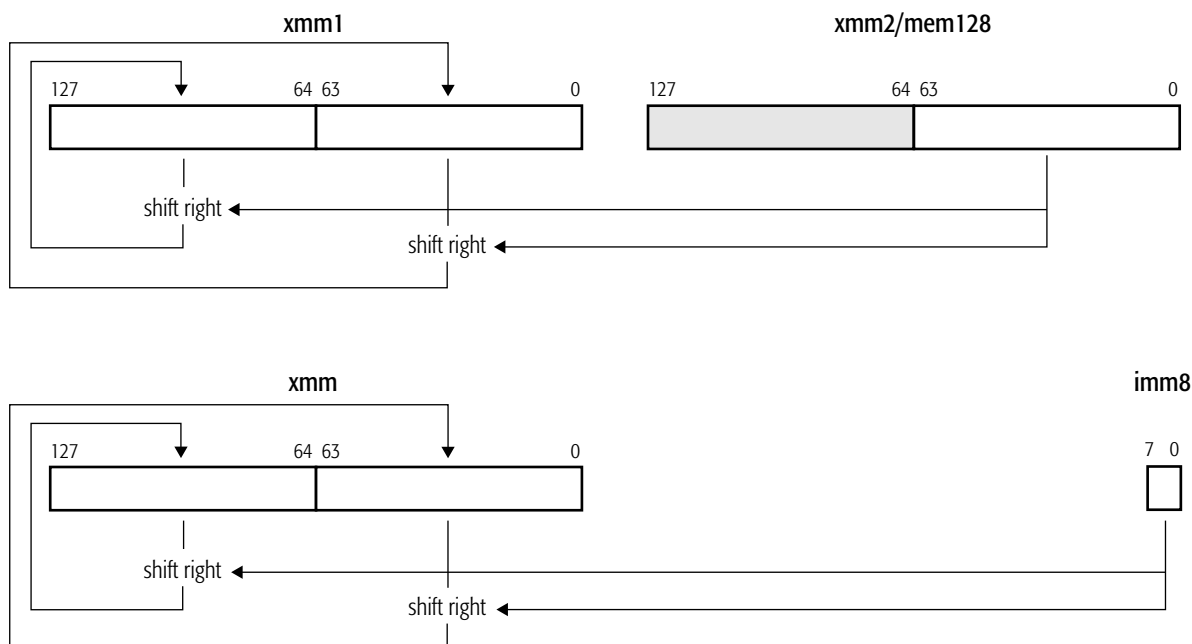 xmm1 xmm2/mem128
127 64 63 0 127 64 63 0
shift right
shift right
xmm imm8
127 64 63 0 7 0
shift right
shift right